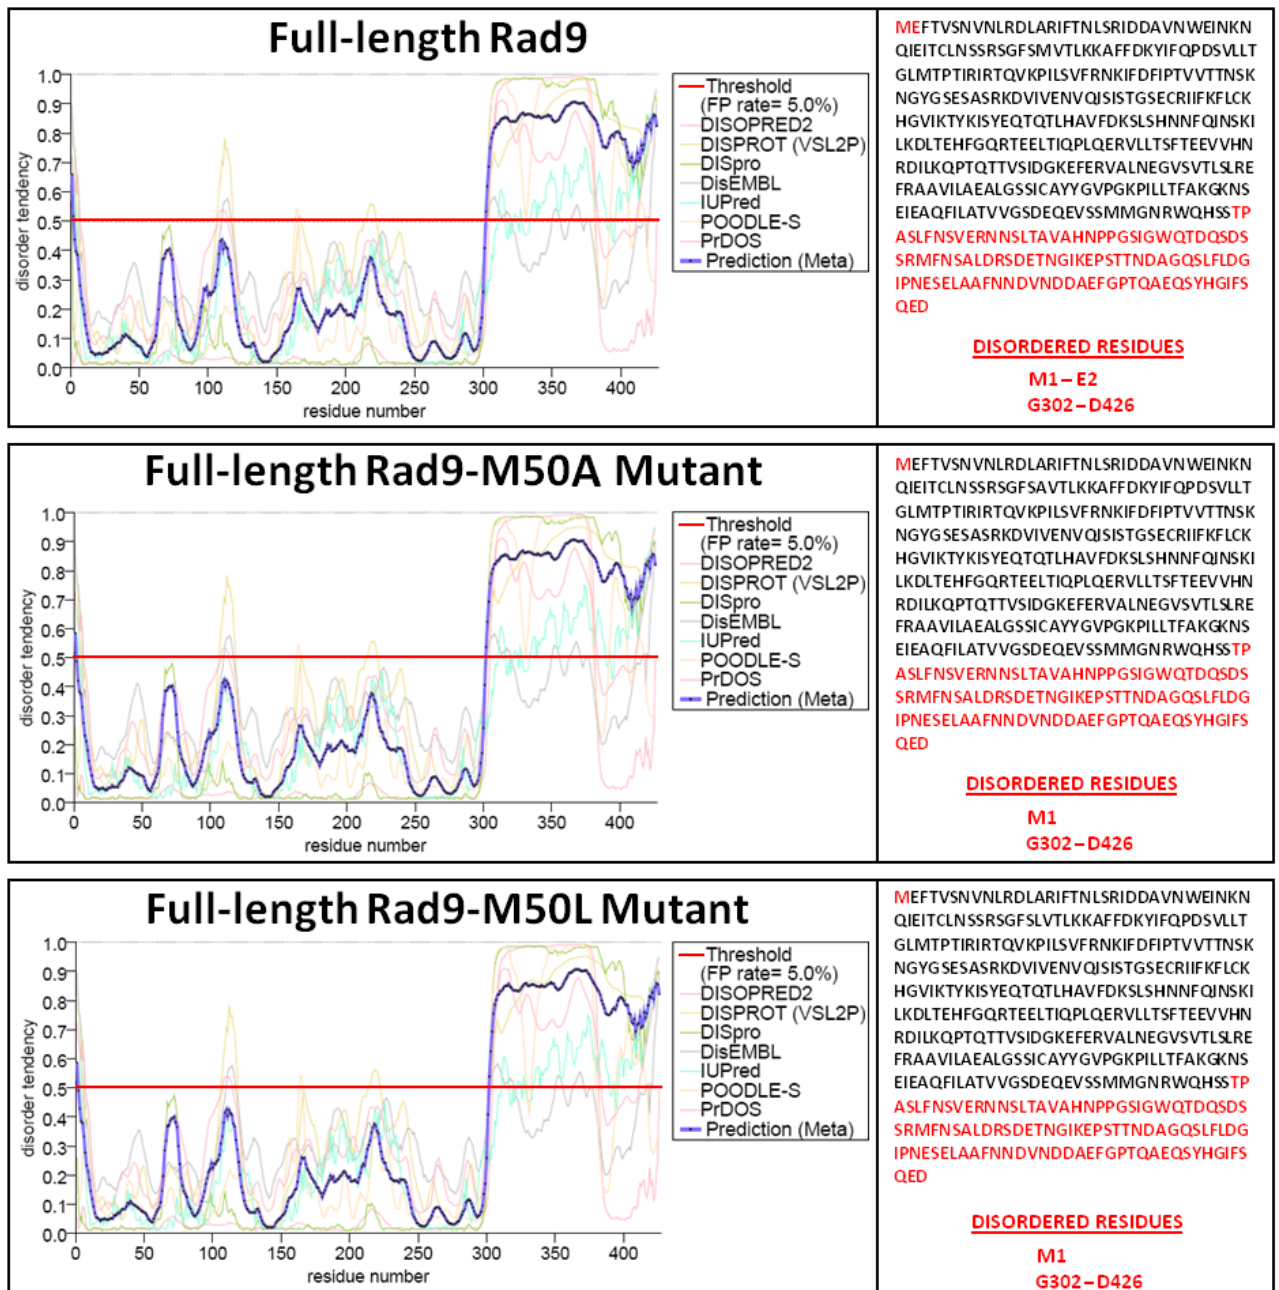 Full-length Rad9
1.0
0.9
0.8
0.7
0.6
0.5
0.4
0.3
0.2
0.1
0.0
disorder tendency
0 50 100 150 200 250 300 350 400
residue number
Threshold
(FP rate= 5.0%)
DISOPRED2
DISPROT (VSL2P)
DISpro
DisEMBL
IUPred
POODLE-S
PrDOS
Prediction (Meta)
MEFTVSNVNLRDLARIFTNLSRIDDAVNWEINKN
QIEITCLNSSRSGFSMVTLKKAFFDKYIFQPDSVLLT
GLMTPTIRIRTQVKPILSVFRNKIFDFIPTVVTTNSK
NGYGSESASRKDVIVENVQISISTGSECRIIFKFLCK
HGVIKTYKISYEQTQTLHAVFDKSLSHNNFQINSKI
LKDLTEHFGQRTEELTIQPLQERVLLTSFTEEVVHN
RDILKQPTQTTVSIDGKEFERVALNEGVSVTLSLRE
FRAAVILAEALGSSICAYYGVPGKPILLTFAKGKNS
EIEAQFILATVVGSDEQEVSSMMGNRWQHSSTP
ASLFNSVERNNSLTAVAHNPPGSIGWQTDQSDS
SRMFNSALDRSDETNGIKEPSTTNDAGQSLFLDG
IPNESELAAFNNDVNDDAEFGPTQAEQSYHGIFS
QED
DISORDERED RESIDUES
M1–E2
G302–D426
Full-length Rad9-M50A Mutant
1.0
0.9
0.8
0.7
0.6
0.5
0.4
0.3
0.2
0.1
0.0
disorder tendency
0 50 100 150 200 250 300 350 400
residue number
Threshold
(FP rate= 5.0%)
DISOPRED2
DISPROT (VSL2P)
DISpro
DisEMBL
IUPred
POODLE-S
PrDOS
Prediction (Meta)
MEFTVSNVNLRDLARIFTNLSRIDDAVNWEINKN
QIEITCLNSSRSGFSAVTLKKAFFDKYIFQPDSVLLT
GLMTPTIRIRTQVKPILSVFRNKIFDFIPTVVTTNSK
NGYGSESASRKDVIVENVQISISTGSECRIIFKFLCK
HGVIKTYKISYEQTQTLHAVFDKSLSHNNFQINSKI
LKDLTEHFGQRTEELTIQPLQERVLLTSFTEEVVHN
RDILKQPTQTTVSIDGKEFERVALNEGVSVTLSLRE
FRAAVILAEALGSSICAYYGVPGKPILLTFAKGKNS
EIEAQFILATVVGSDEQEVSSMMGNRWQHSSTP
ASLFNSVERNNSLTAVAHNPPGSIGWQTDQSDS
SRMFNSALDRSDETNGIKEPSTTNDAGQSLFLDG
IPNESELAAFNNDVNDDAEFGPTQAEQSYHGIFS
QED
DISORDERED RESIDUES
M1
G302–D426
Full-length Rad9-M50L Mutant
1.0
0.9
0.8
0.7
0.6
0.5
0.4
0.3
0.2
0.1
0.0
disorder tendency
0 50 100 150 200 250 300 350 400
residue number
Threshold
(FP rate= 5.0%)
DISOPRED2
DISPROT (VSL2P)
DISpro
DisEMBL
IUPred
POODLE-S
PrDOS
Prediction (Meta)
MEFTVSNVNLRDLARIFTNLSRIDDAVNWEINKN
QIEITCLNSSRSGFSLVTLKKAFFDKYIFQPDSVLLT
GLMTPTIRIRTQVKPILSVFRNKIFDFIPTVVTTNSK
NGYGSESASRKDVIVENVQISISTGSECRIIFKFLCK
HGVIKTYKISYEQTQTLHAVFDKSLSHNNFQINSKI
LKDLTEHFGQRTEELTIQPLQERVLLTSFTEEVVHN
RDILKQPTQTTVSIDGKEFERVALNEGVSVTLSLRE
FRAAVILAEALGSSICAYYGVPGKPILLTFAKGKNS
EIEAQFILATVVGSDEQEVSSMMGNRWQHSSTP
ASLFNSVERNNSLTAVAHNPPGSIGWQTDQSDS
SRMFNSALDRSDETNGIKEPSTTNDAGQSLFLDG
IPNESELAAFNNDVNDDAEFGPTQAEQSYHGIFS
QED
DISORDERED RESIDUES
M1
G302–D426